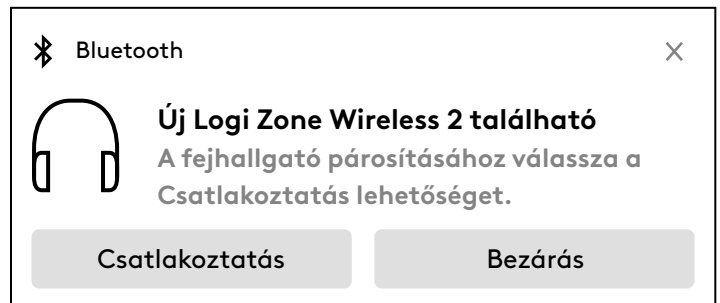 Bluetooth
Új Logi Zone Wireless 2 található
A fejhallgató párosításához válassza a
Csatlakoztatás lehetőséget.
Csatlakoztatás
Bezárás